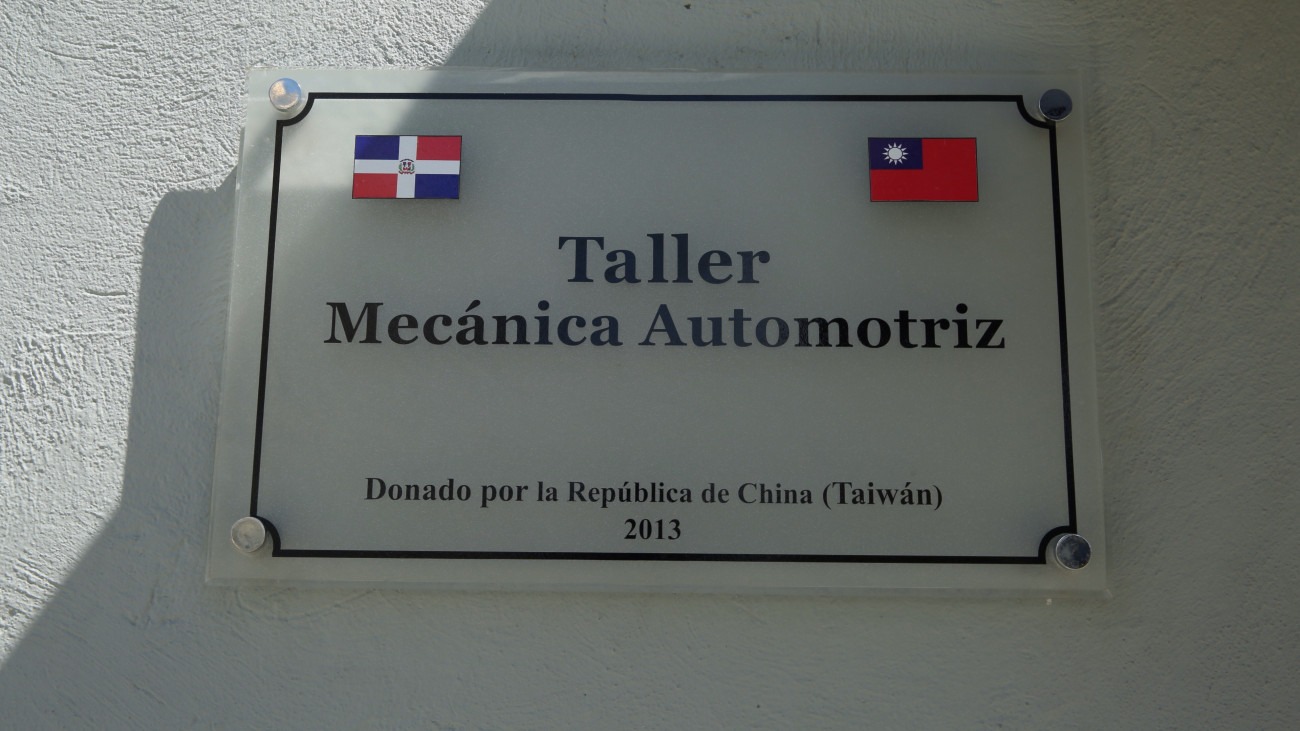 Taller
Mecánica Automotriz
Donado por la República de China (Taiwán)
2013